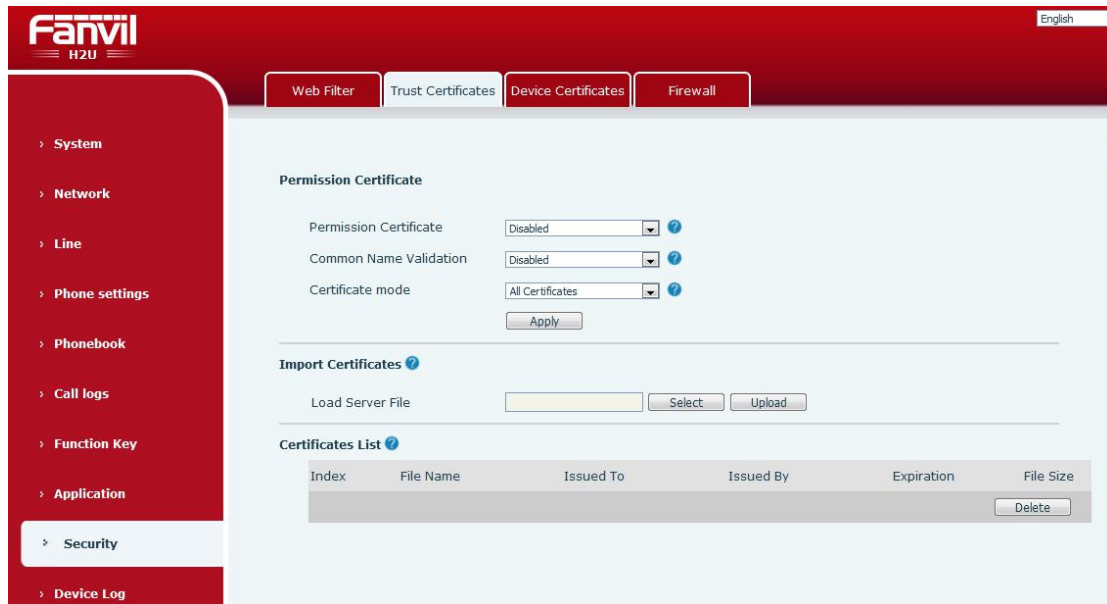 English
Fanvil
H2U
Web Filter Trust Certificates Device Certificates Firewall
› System
› Network
› Line
› Phone settings
› Phonebook
› Call logs
› Function Key
› Application
› Security
› Device Log
Permission Certificate
Permission Certificate Disabled ?
Common Name Validation Disabled ?
Certificate mode All Certificates ?
Apply
Import Certificates ?
Load Server File Select Upload
Certificates List ?
Index File Name Issued To Issued By Expiration File Size
Delete